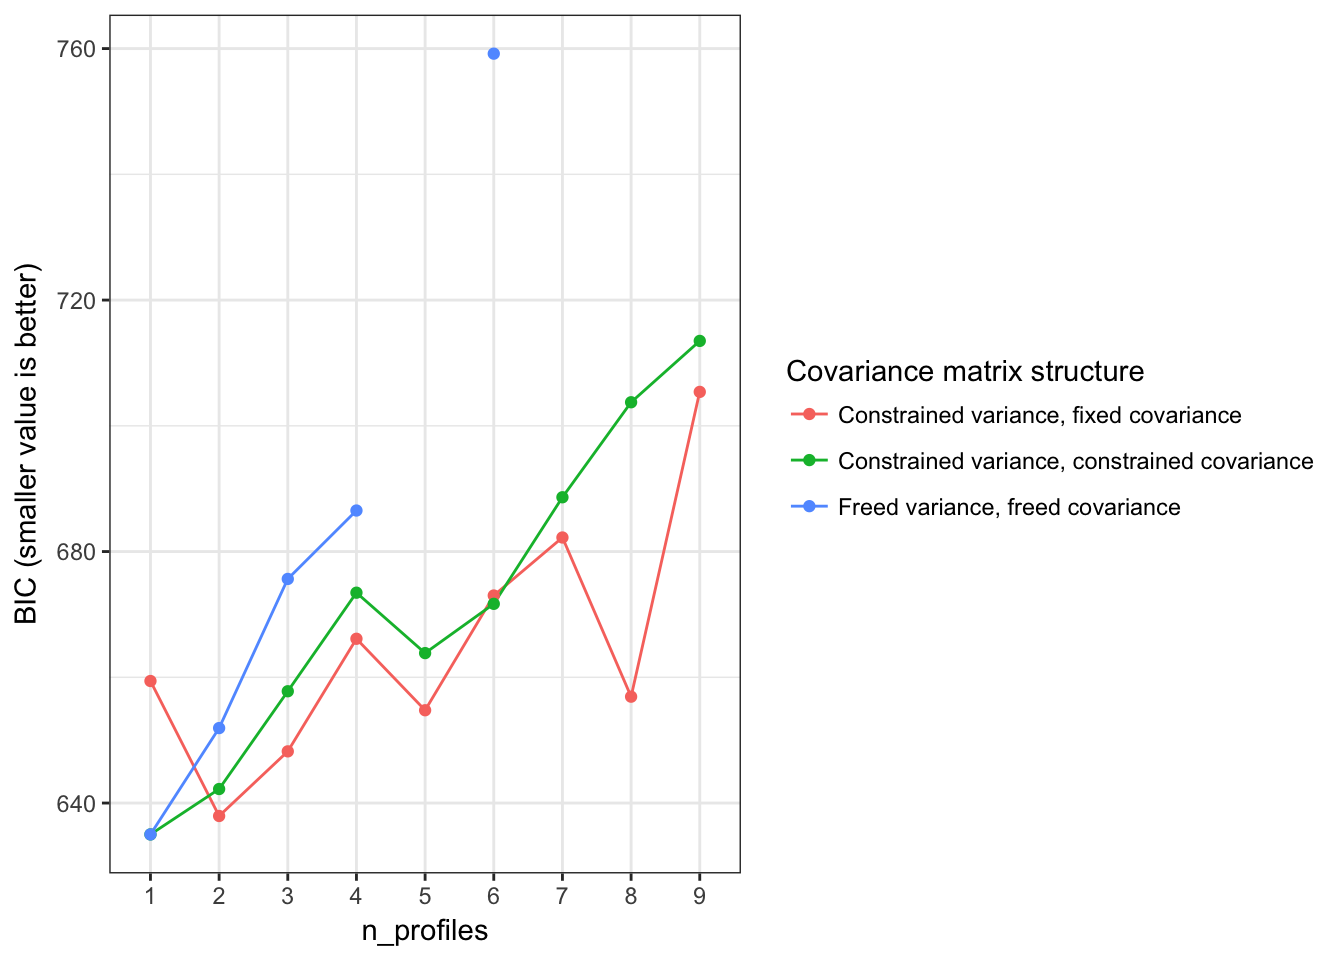 760
720
680
640
BIC (smaller value is better)
1 2 3 4 5 6 7 8 9
n_profiles
Covariance matrix structure
Constrained variance, fixed covariance
Constrained variance, constrained covariance
Freed variance, freed covariance